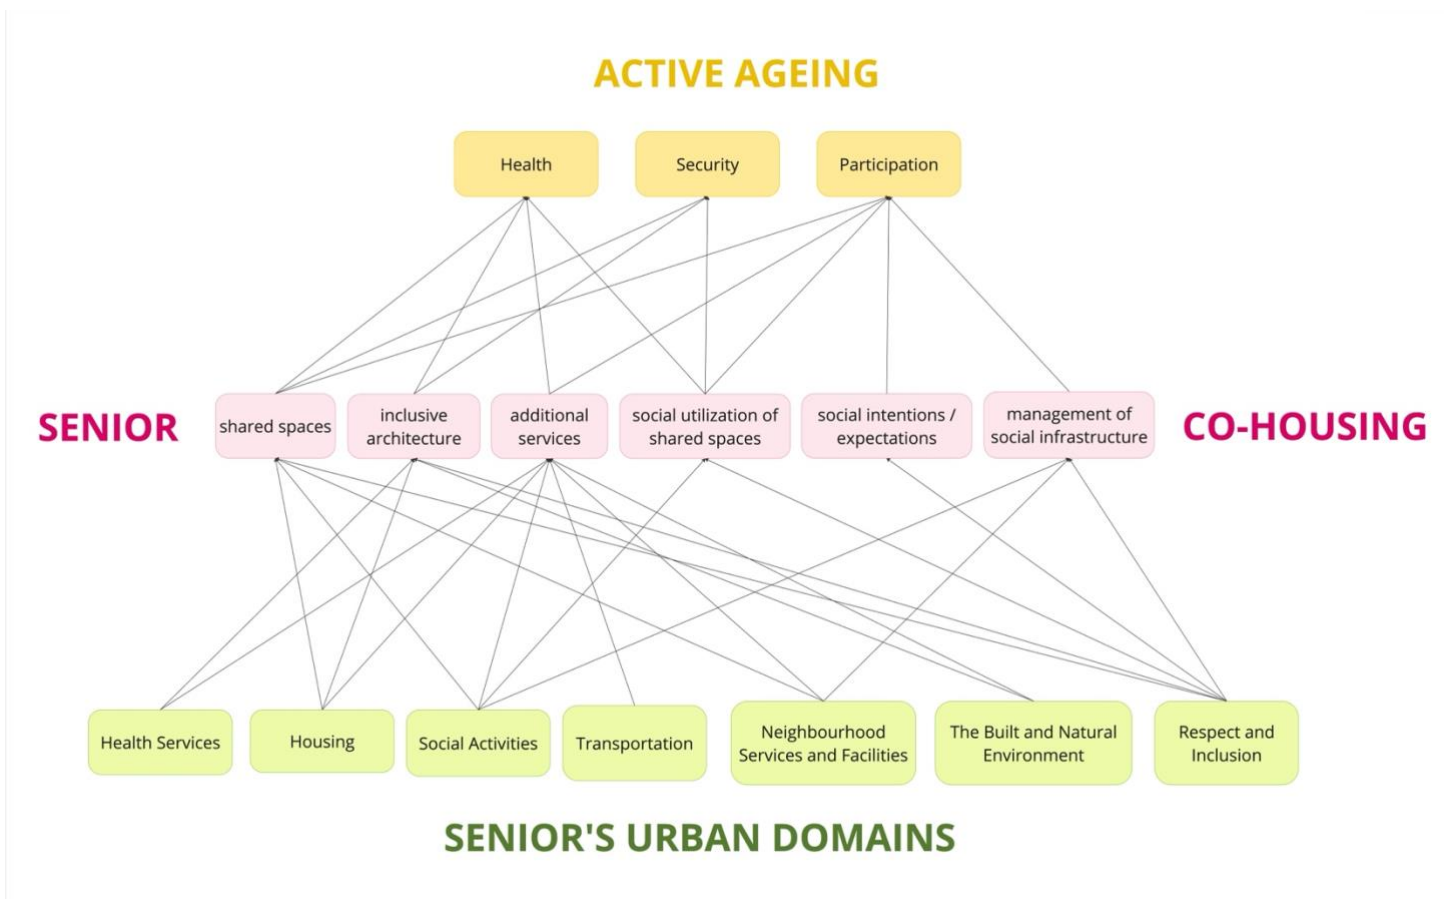 ACTIVE AGEING
Health
Security
Participation
SENIOR
shared spaces
inclusive
architecture
additional
services
social utilization of
shared spaces
social intentions /
expectations
management of
social infrastructure
CO-HOUSING
Health Services
Housing
Social Activities
Transportation
Neighbourhood
Services and Facilities
The Built and Natural
Environment
Respect and
Inclusion
SENIOR'S URBAN DOMAINS